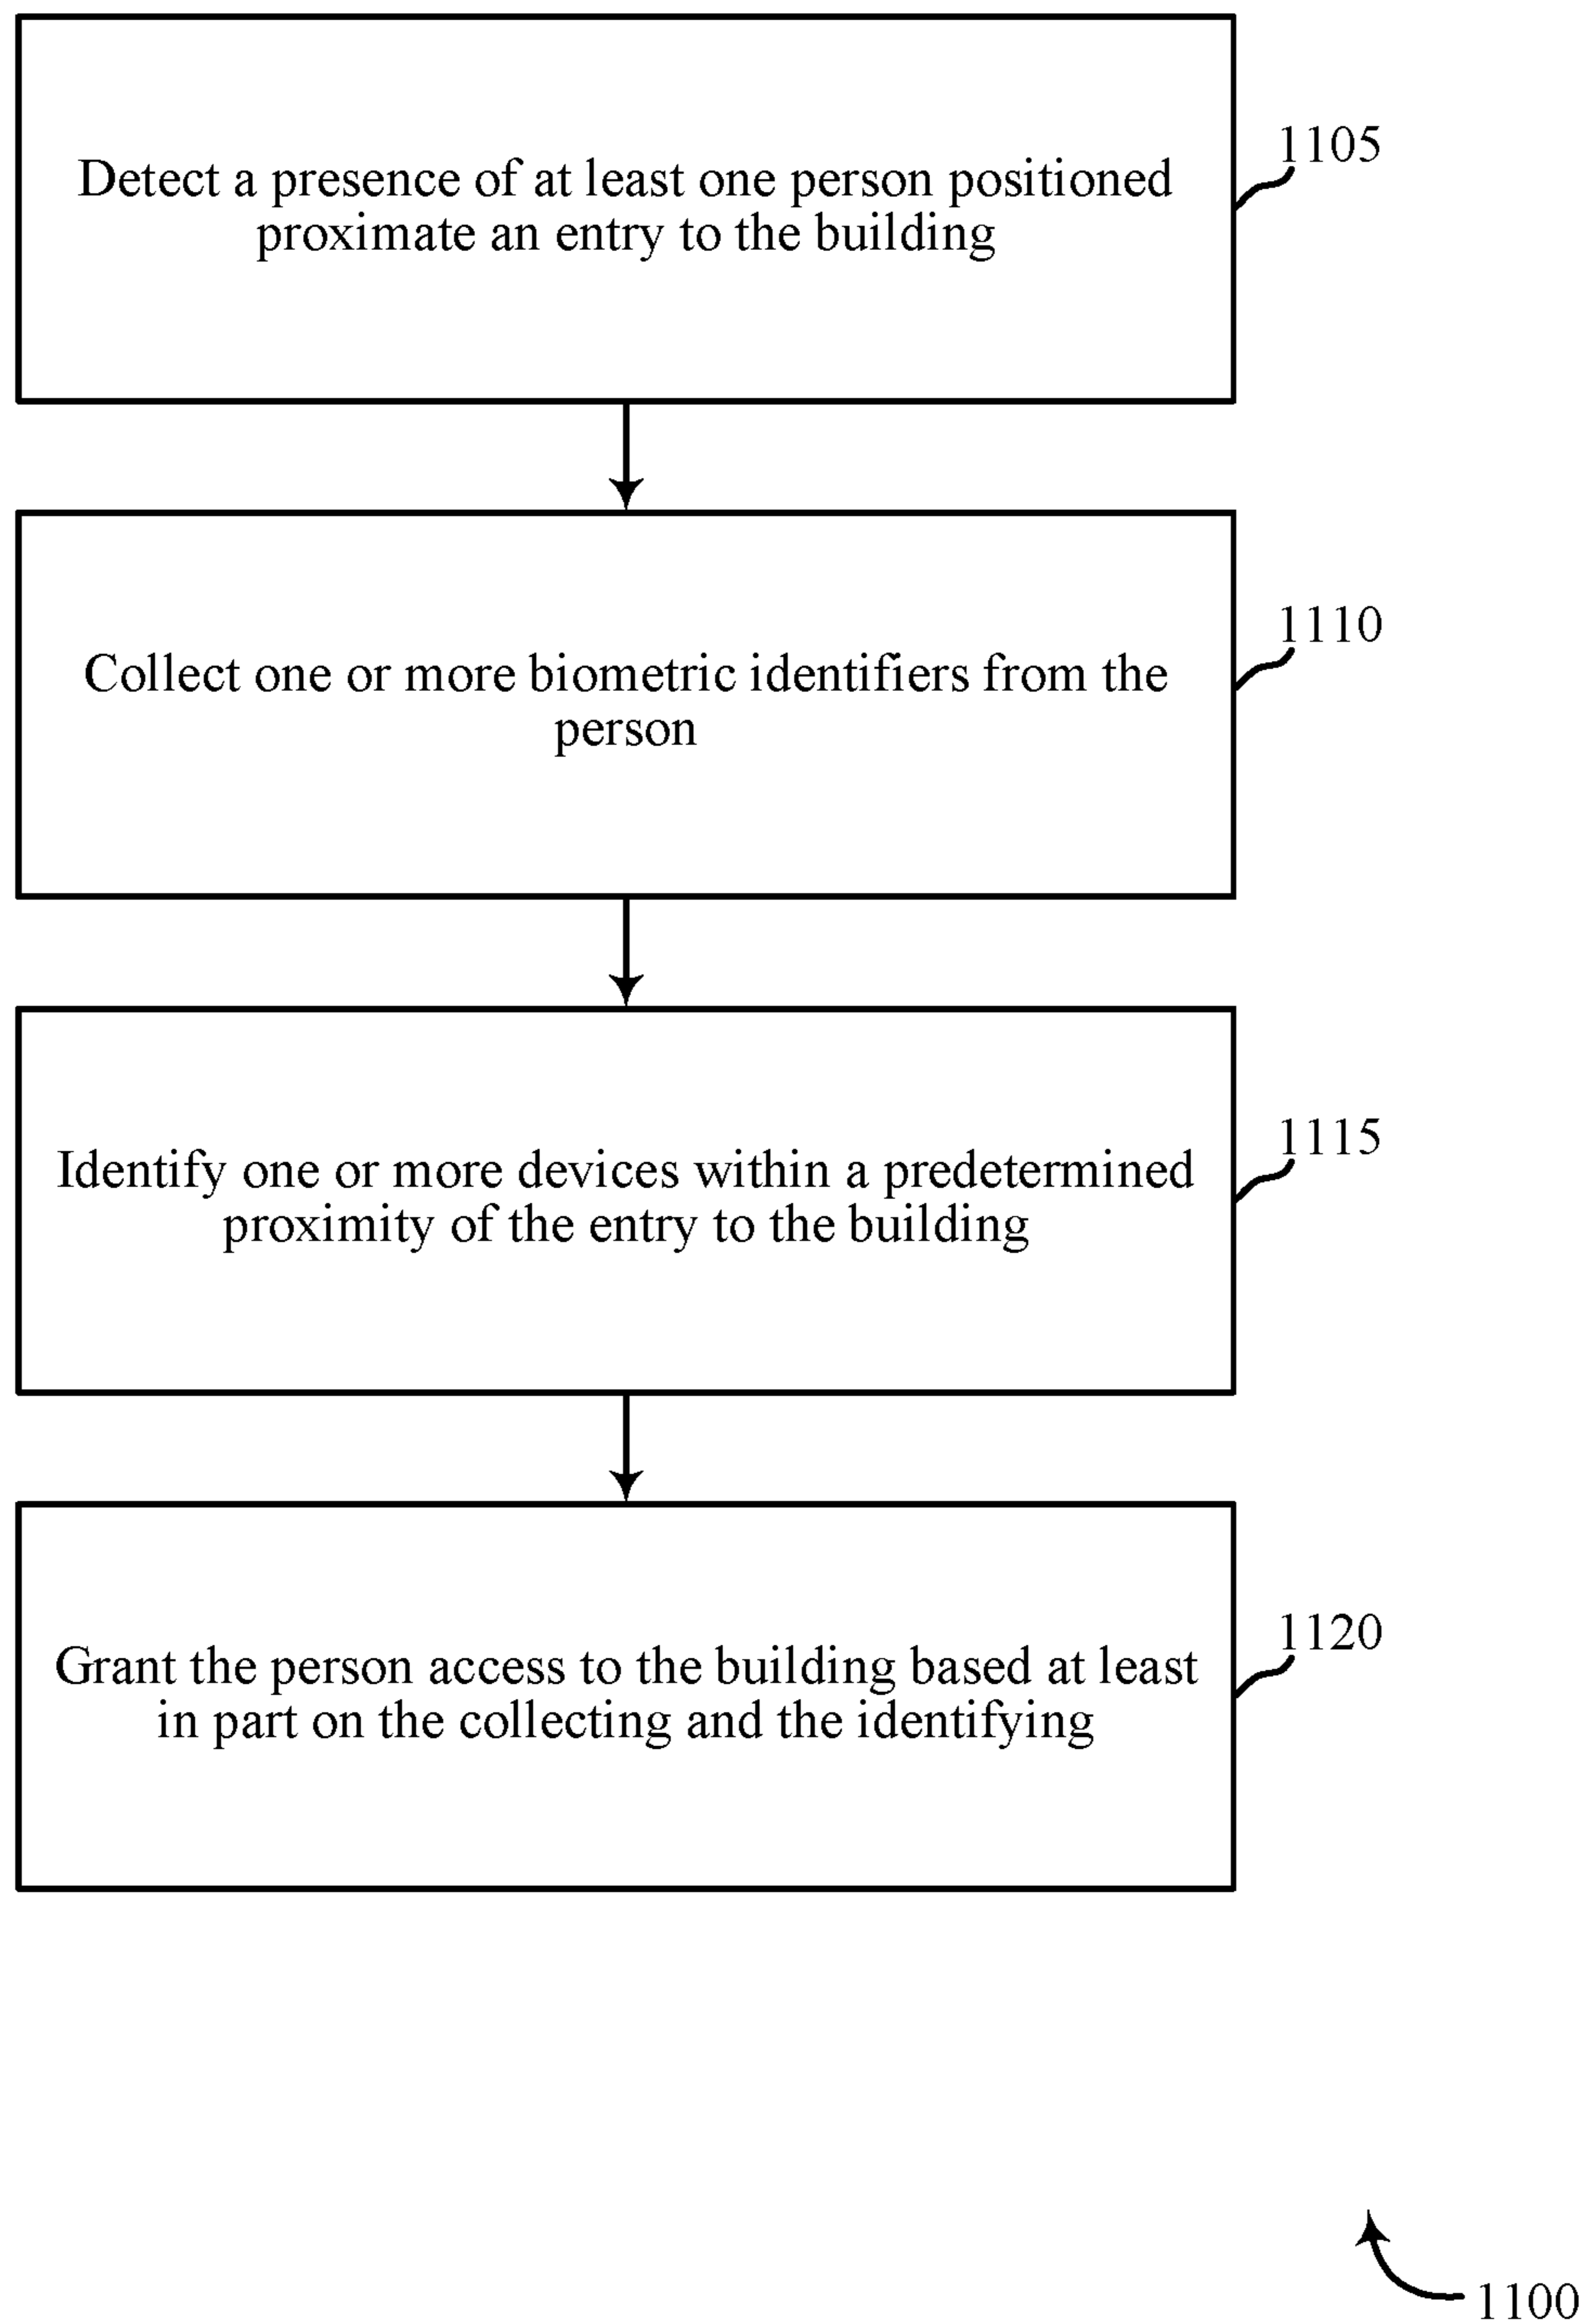 Detect a presence of at least one person positioned
proximate an entry to the building
1105
Collect one or more biometric identifiers from the
person
1110
Identify one or more devices within a predetermined
proximity of the entry to the building
1115
Grant the person access to the building based at least
in part on the collecting and the identifying
1120
1100